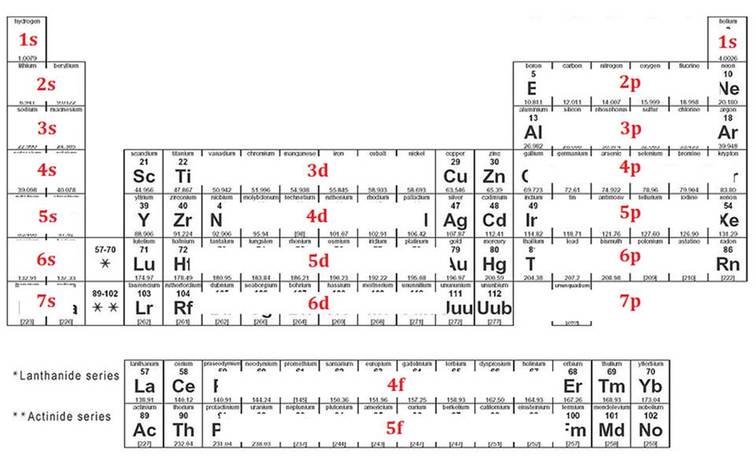 hydrogen helium
1s 1s
1.0079 4.0026
lithium beryllium boron carbon nitrogen oxygen fluorine neon
5 10
2s 2p Ne
10.811 12.011 14.007 15.999 18.998 20.180
sodium magnesium aluminium silicon phosphorus sulfur chlorine argon
13 18
3s Al 3p Ar
26.982 39.948
scandium titanium vanadium chromium manganese iron cobalt nickel copper zinc gallium germanium arsenic selenium bromine krypton
21 22 29 30
4s Sc Ti 3d Cu Zn 4p
39.098 40.078 44.956 47.867 50.942 51.996 54.938 55.845 58.933 58.693 63.546 65.39 69.723 72.61 74.922 78.96 79.904 83.80
yttrium zirconium niobium molybdenum technetium ruthenium rhodium palladium silver cadmium indium tin antimony tellurium iodine xenon
39 40 4 47 48 49 54
5s Y Zr N 4d Ag Cd 5p Xe
88.906 91.224 92.906 95.94 [98] 101.07 102.91 106.42 107.87 112.41 114.82 118.71 121.76 127.60 126.90 131.29
lutetium hafnium tantalum tungsten rhenium osmium iridium platinum gold mercury thallium lead bismuth polonium astatine radon
57-70 71 72 79 80 86
6s * Lu 5d Au Hg T 6p Rn
132.91 137.33 174.97 178.49 180.95 183.84 186.21 190.23 192.22 195.08 196.97 200.59 204.38 207.2 208.98 [209] [210] [222]
lawrencium rutherfordium dubnium seaborgium bohrium hassium meitnerium ununnilium unununium ununbium ununquadium
89-102 103 104 111 112
7s * * Lr Rf 6d Uuu Uub 7p
[223] [226] [262] [261] [262] [266] [264] [269] [268] [271] [272] [277] [289]
lanthanum cerium praseodymium neodymium promethium samarium europium gadolinium terbium dysprosium holmium erbium thulium ytterbium
57 58 68 69 70
*Lanthanide series La Ce 4f Er Tm Yb
138.91 140.12 140.91 144.24 [145] 150.36 151.96 157.25 158.93 162.50 164.93 167.26 168.93 173.04
actinium thorium protactinium uranium neptunium plutonium americium curium berkelium californium einsteinium fermium mendelevium nobelium
89 90 100 101 102
**Actinide series Ac Th 5f Fm Md No
[227] 232.04 231.04 238.03 [237] [244] [243] [247] [247] [251] [252] [257] [258] [259]